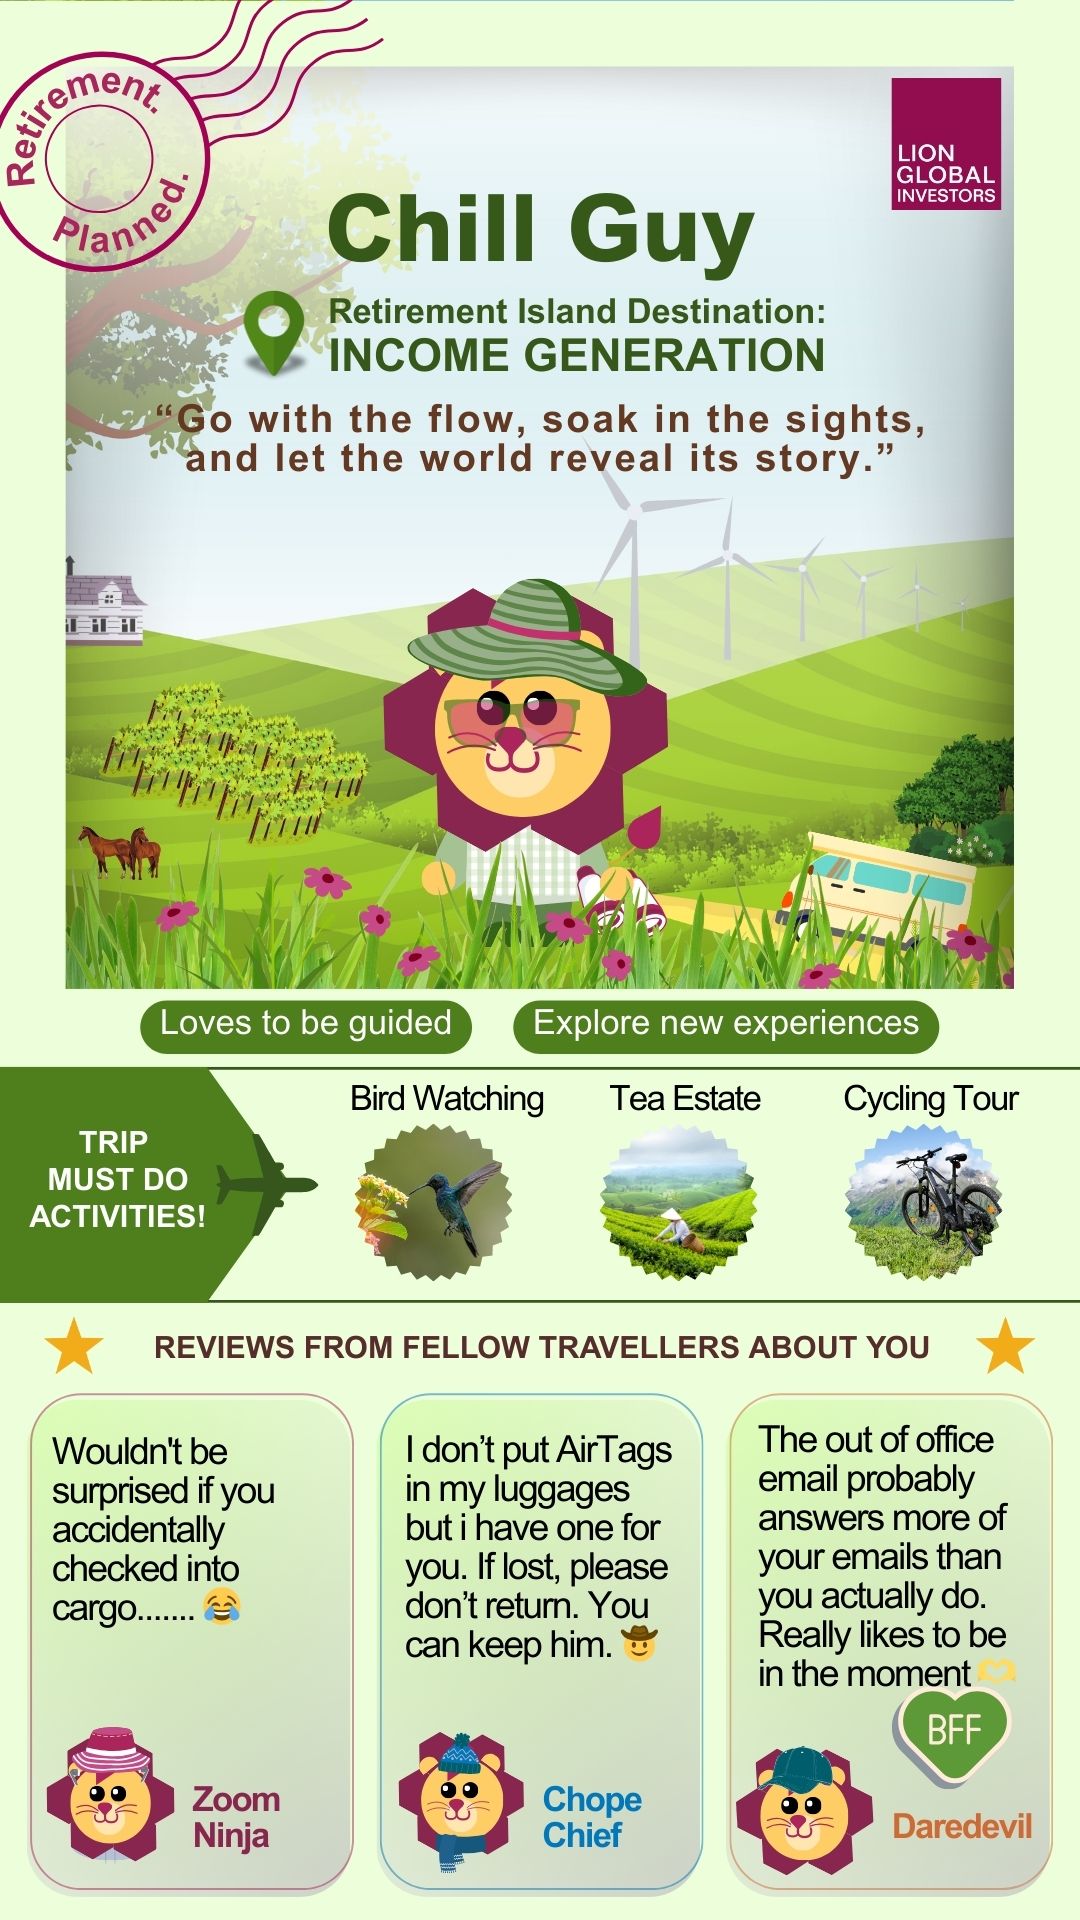 Retirement.
Planned.
LION
GLOBAL
INVESTORS
Chill Guy
Retirement Island Destination:
INCOME GENERATION
“Go with the flow, soak in the sights,
and let the world reveal its story.”
Loves to be guided
Explore new experiences
TRIP
MUST DO
ACTIVITIES!
Bird Watching
Tea Estate
Cycling Tour
REVIEWS FROM FELLOW TRAVELLERS ABOUT YOU
Wouldn't be
surprised if you
accidentally
checked into
cargo....... 😂
Zoom
Ninja
I don’t put AirTags
in my luggages
but i have one for
you. If lost, please
don’t return. You
can keep him. 🤠
Chope
Chief
The out of office
email probably
answers more of
your emails than
you actually do.
Really likes to be
in the moment 🫶
BFF
Daredevil